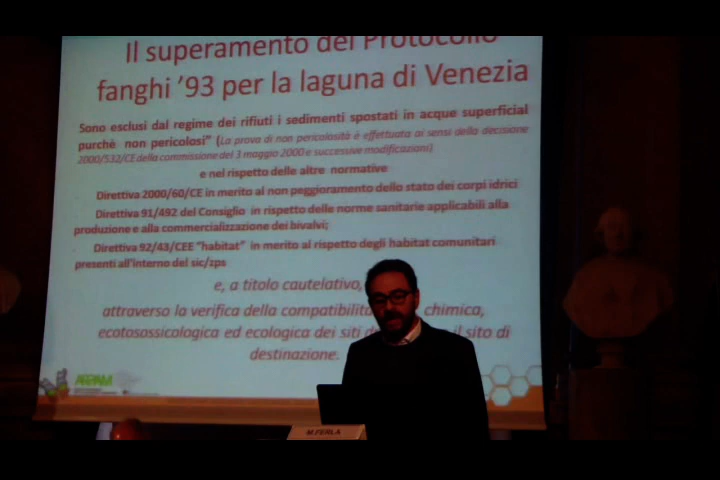 Il superamento del Protocollo
fanghi '93 per la laguna di Venezia
Sono esclusi dal regime dei rifiuti i sedimenti spostati in acque superficial
purchè non pericolosi" (La prova di non pericolosità è effettuata ai sensi della decisione
2000/532/CE della commissione del 3 maggio 2000 e successive modificazioni)
e nel rispetto delle altre normative
Direttiva 2000/60/CE in merito al non peggioramento dello stato dei corpi idrici
Direttiva 91/492 del Consiglio in rispetto delle norme sanitarie applicabili alla
produzione e alla commercializzazione dei bivalvi;
Direttiva 92/43/CEE "habitat" in merito al rispetto degli habitat comunitari
presenti all'interno del sic/zps
e, a titolo cautelativo,
attraverso la verifica della compatibilità chimica,
ecotosossicologica ed ecologica dei siti il sito di
destinazione.
M.FERLA